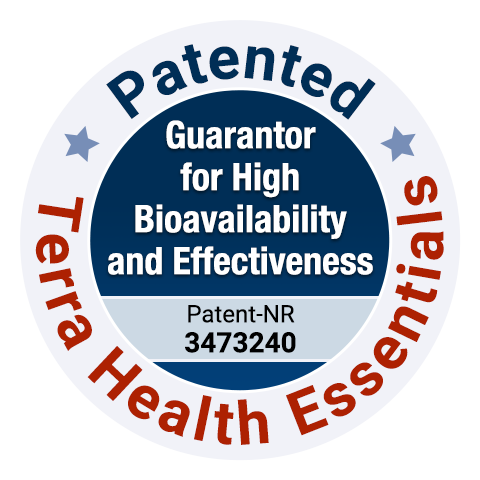 Patented
Guarantor
for High
Bioavailability
and Effectiveness
Patent-NR
3473240
Terra Health Essentials